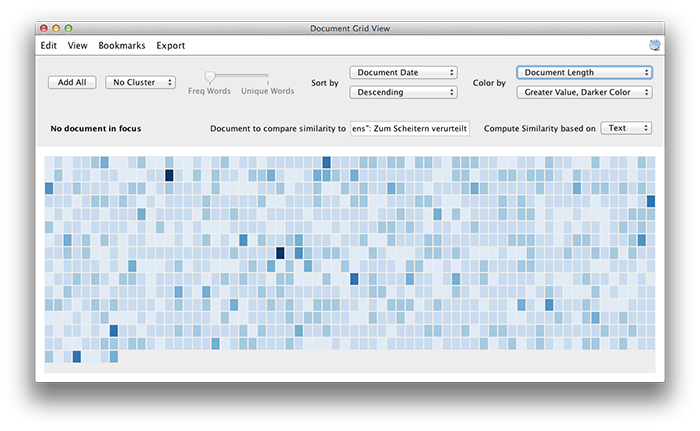 Document Grid View
Edit View Bookmarks Export
Add All No Cluster Freq Words Unique Words Sort by Document Date Descending Color by Document Length Greater Value, Darker Color
No document in focus Document to compare similarity to ens": Zum Scheitern verurteilt Compute Similarity based on Text